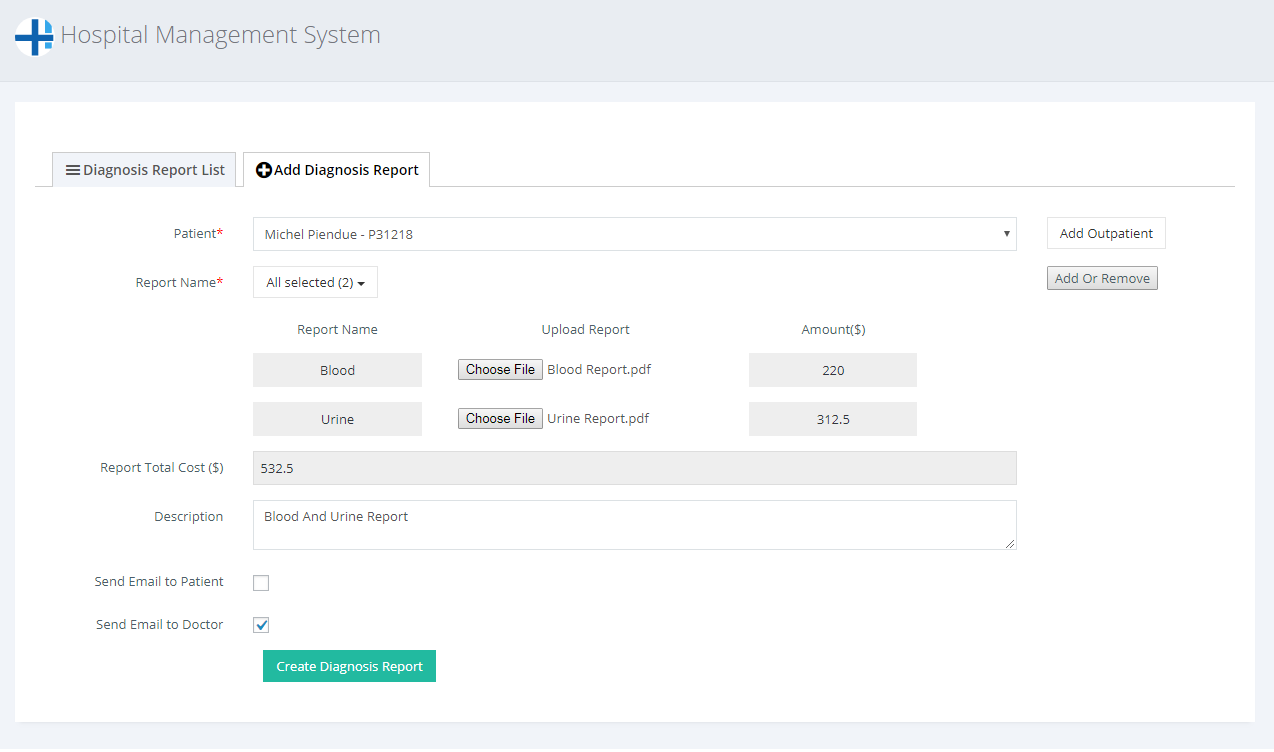 Hospital Management System
Diagnosis Report List Add Diagnosis Report
Patient* Michel Piendue - P31218 Add Outpatient
Report Name* All selected (2) Add Or Remove
Report Name Upload Report Amount($)
Blood Choose File Blood Report.pdf 220
Urine Choose File Urine Report.pdf 312.5
Report Total Cost ($) 532.5
Description Blood And Urine Report
Send Email to Patient
Send Email to Doctor
Create Diagnosis Report